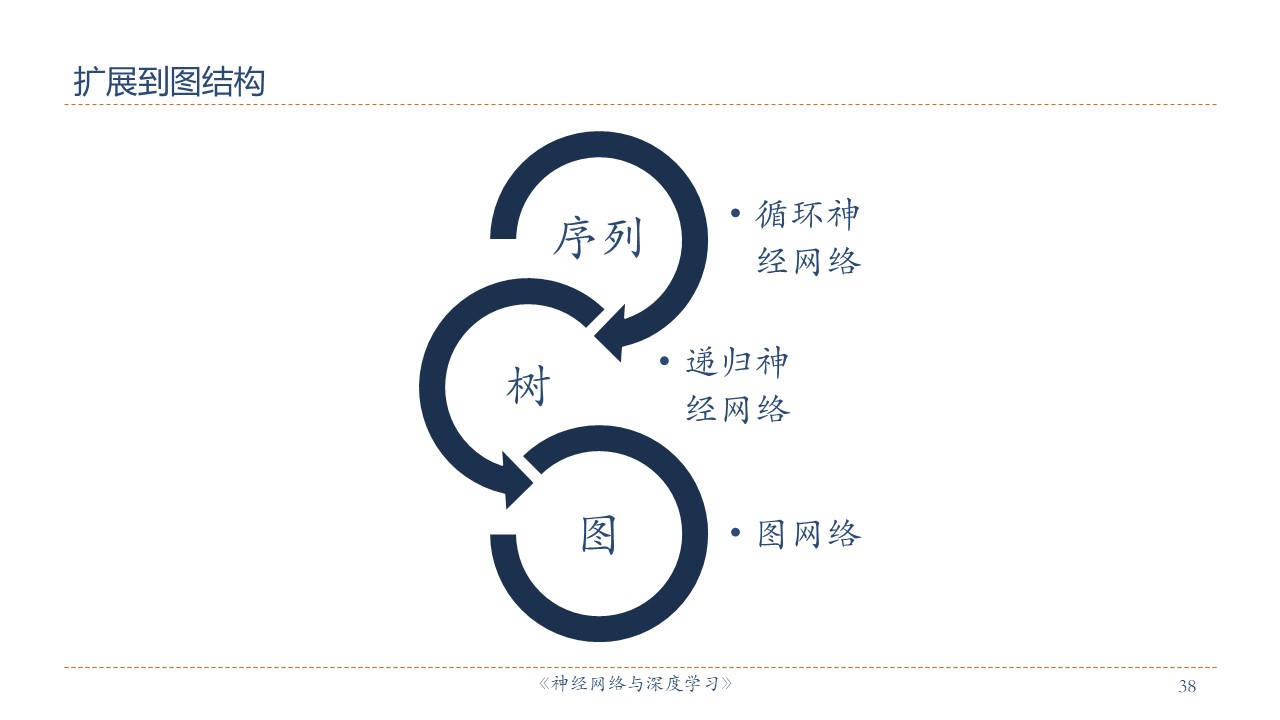 扩展到图结构
序列
• 循环神
经网络
树
• 递归神
经网络
图
• 图网络
《神经网络与深度学习》
38